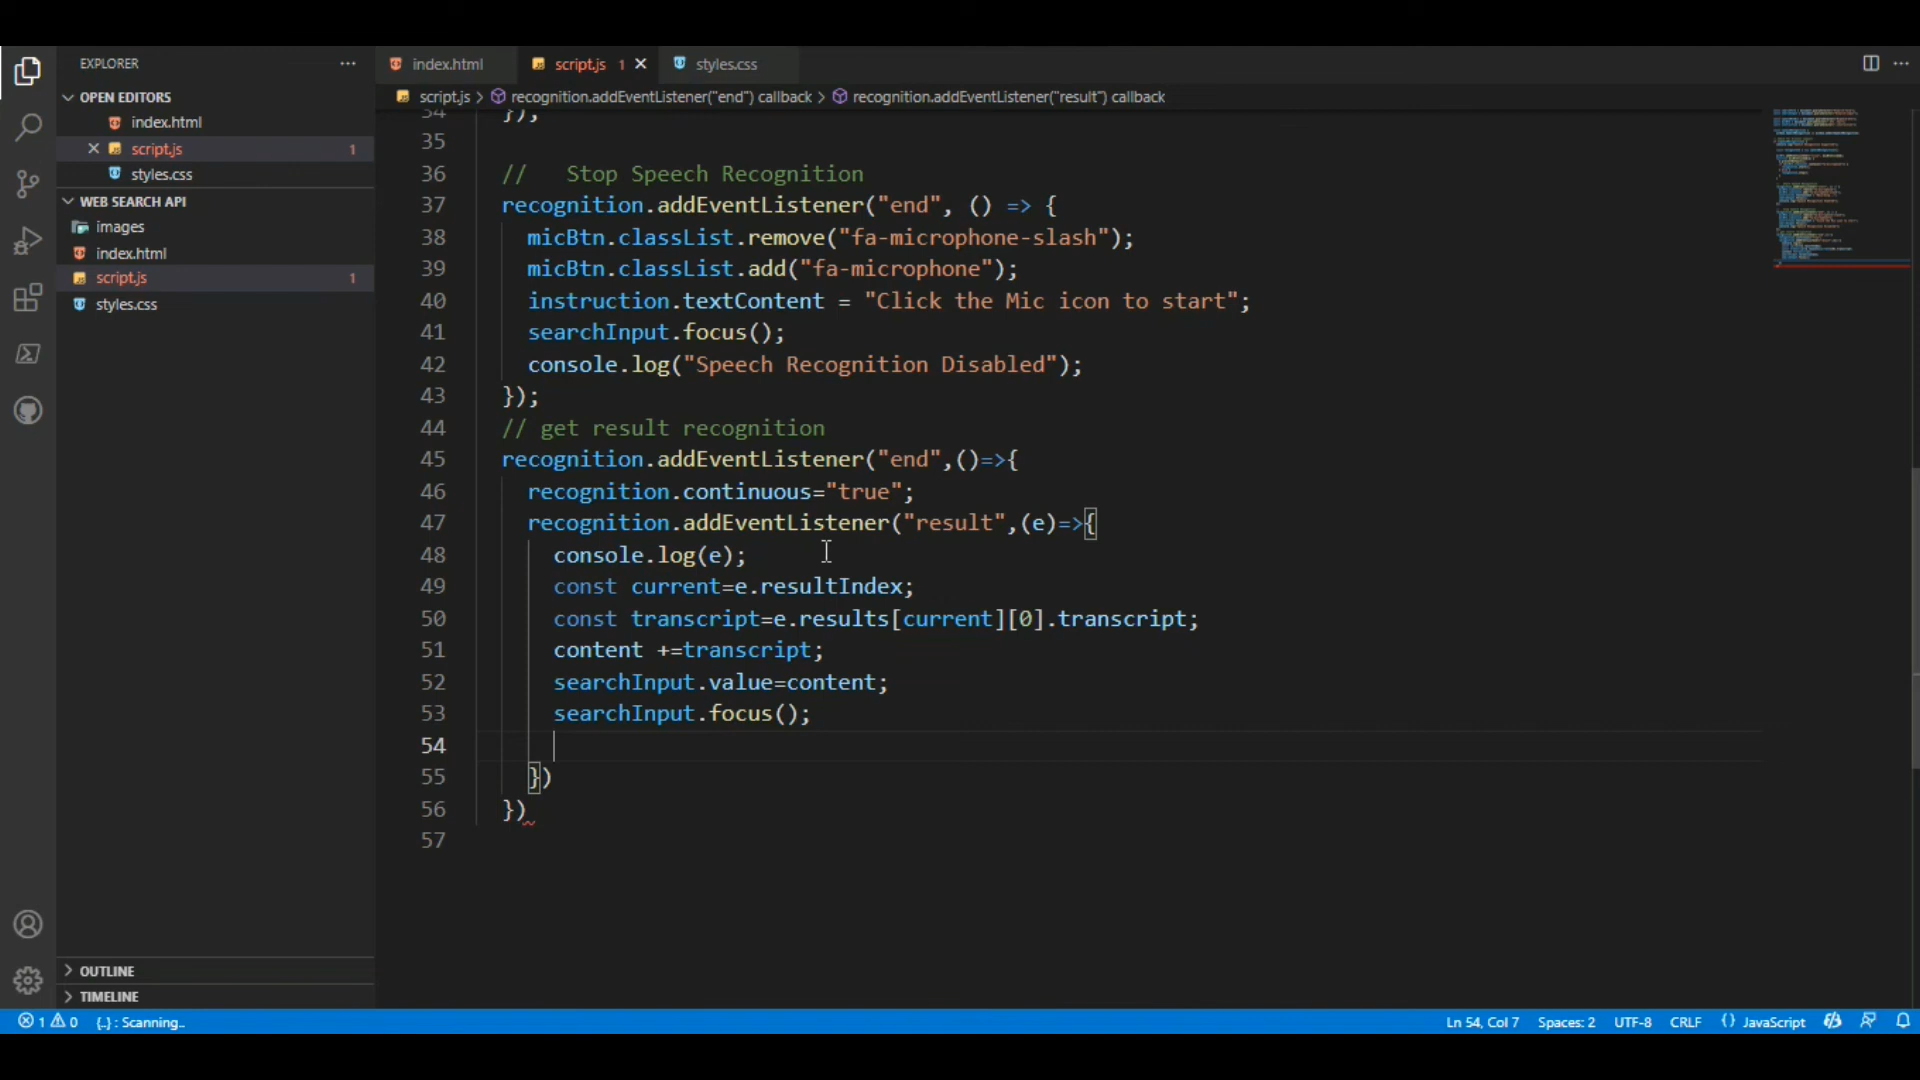 EXPLORER
index.html
script.js 1
styles.css
OPEN EDITORS
script.js > recognition.addEventListener("end") callback > recognition.addEventListener("result") callback
index.html
script.js 1
styles.css
WEB SEARCH API
images
index.html
script.js 1
styles.css
34 });
35
36 //   Stop Speech Recognition
37 recognition.addEventListener("end", () => {
38 micBtn.classList.remove("fa-microphone-slash");
39 micBtn.classList.add("fa-microphone");
40 instruction.textContent = "Click the Mic icon to start";
41 searchInput.focus();
42 console.log("Speech Recognition Disabled");
43 });
44 // get result recognition
45 recognition.addEventListener("end",()=>{
46 recognition.continuous="true";
47 recognition.addEventListener("result",(e)=>{
48 console.log(e);
49 const current=e.resultIndex;
50 const transcript=e.results[current][0].transcript;
51 content +=transcript;
52 searchInput.value=content;
53 searchInput.focus();
54
55 })
56 })
57
OUTLINE
TIMELINE
1 0 {..} : Scanning..
Ln 54, Col 7 Spaces: 2 UTF-8 CRLF {} JavaScript